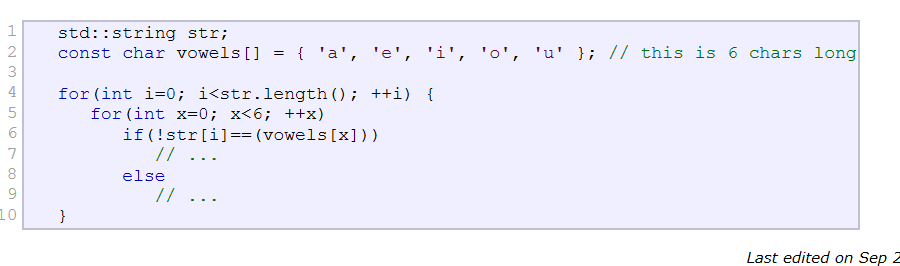 1 std::string str;
2 const char vowels[] = { 'a', 'e', 'i', 'o', 'u' }; // this is 6 chars long
3
4 for(int i=0; i<str.length(); ++i) {
5 for(int x=0; x<6; ++x)
6 if(!str[i]==(vowels[x]))
7 // ...
8 else
9 // ...
10 }
Last edited on Sep 2